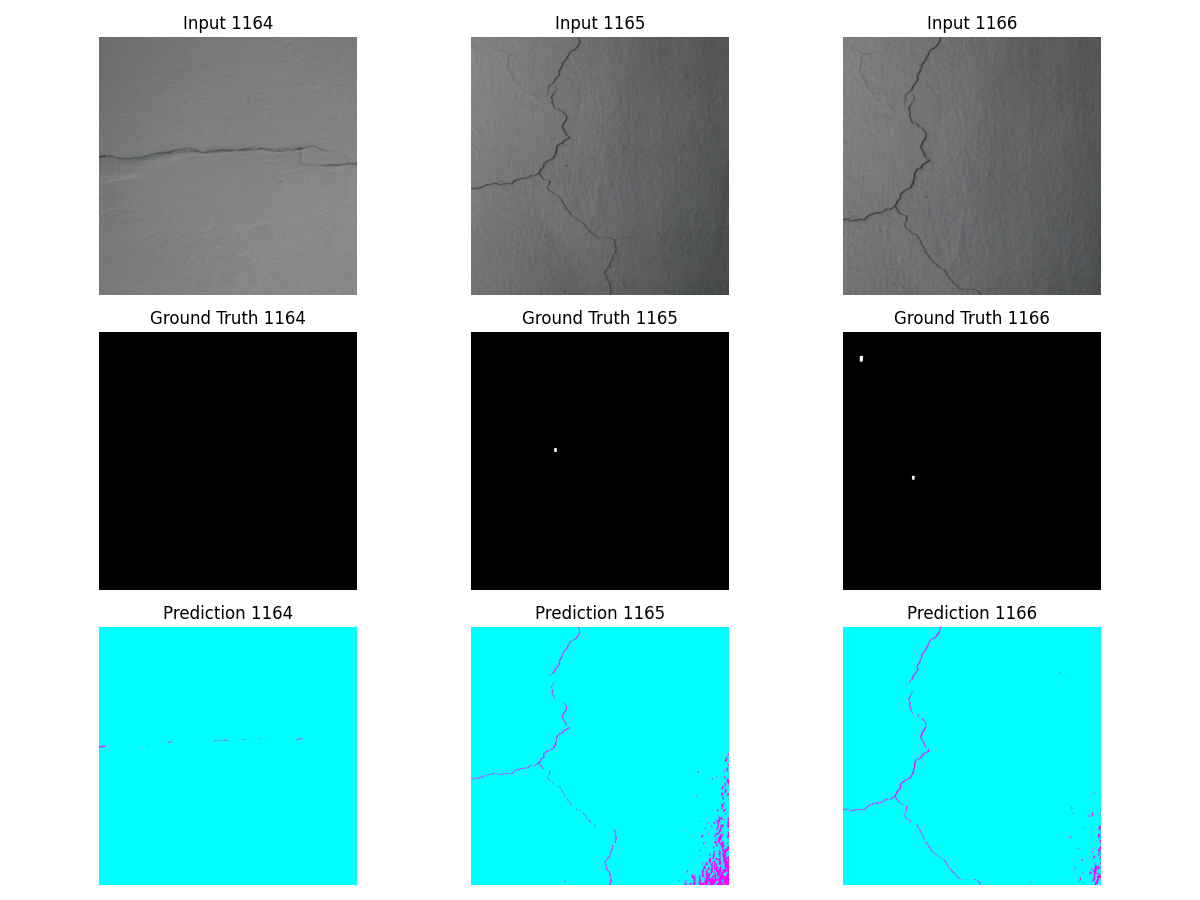 Input 1164
Input 1165
Input 1166
Ground Truth 1164
Ground Truth 1165
Ground Truth 1166
Prediction 1164
Prediction 1165
Prediction 1166